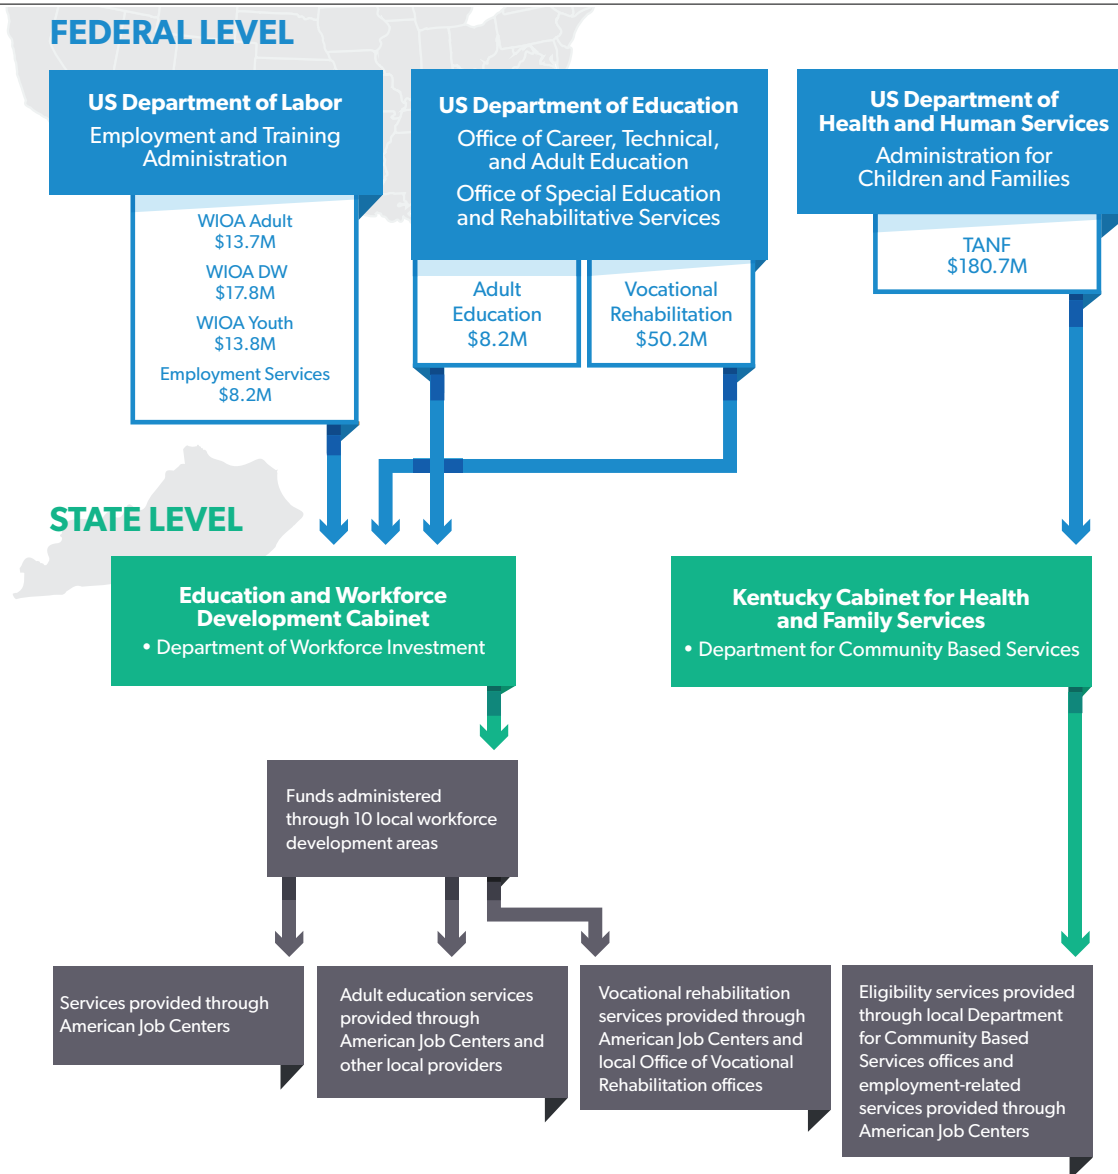 FEDERAL LEVEL
US Department of Labor
Employment and Training
Administration
WIOA Adult
$13.7M
WIOA DW
$17.8M
WIOA Youth
$13.8M
Employment Services
$8.2M
US Department of Education
Office of Career, Technical,
and Adult Education
Office of Special Education
and Rehabilitative Services
Adult
Education
$8.2M
Vocational
Rehabilitation
$50.2M
US Department of
Health and Human Services
Administration for
Children and Families
TANF
$180.7M
STATE LEVEL
Education and Workforce
Development Cabinet
• Department of Workforce Investment
Kentucky Cabinet for Health
and Family Services
• Department for Community Based Services
Funds administered
through 10 local workforce
development areas
Services provided through
American Job Centers
Adult education services
provided through
American Job Centers and
other local providers
Vocational rehabilitation
services provided through
American Job Centers and
local Office of Vocational
Rehabilitation offices
Eligibility services provided
through local Department
for Community Based
Services offices and
employment-related
services provided through
American Job Centers